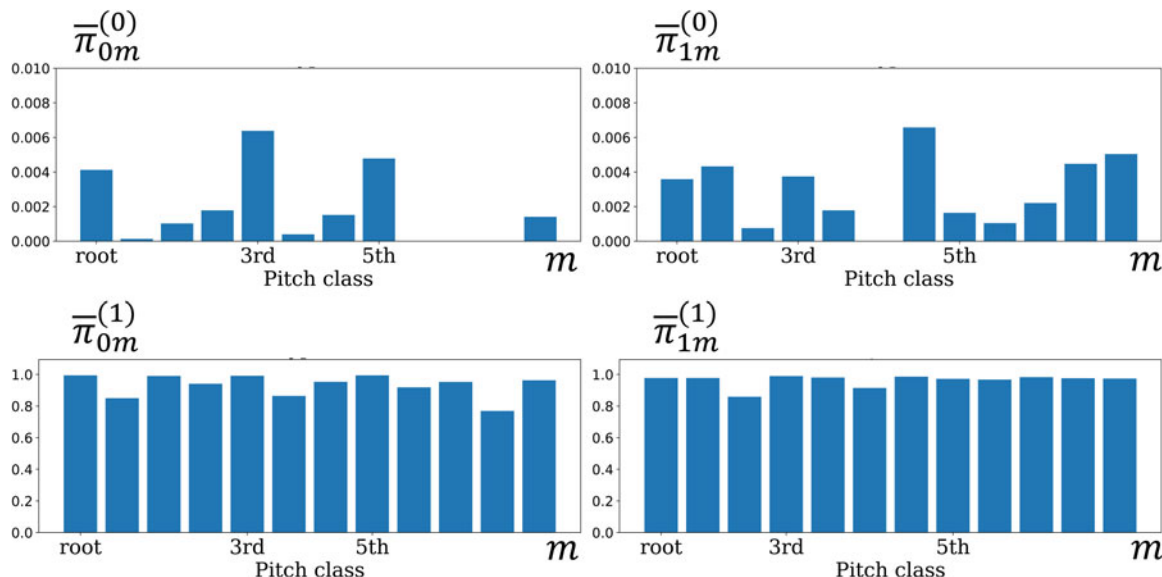 π̅₀ₘ⁽⁰⁾ π̅₁ₘ⁽⁰⁾
0.010 0.010
0.008 0.008
0.006 0.006
0.004 0.004
0.002 0.002
0.000 0.000
root 3rd 5th m root 3rd 5th m
Pitch class Pitch class
π̅₀ₘ⁽¹⁾ π̅₁ₘ⁽¹⁾
1.0 1.0
0.8 0.8
0.6 0.6
0.4 0.4
0.2 0.2
0.0 0.0
root 3rd 5th m root 3rd 5th m
Pitch class Pitch class